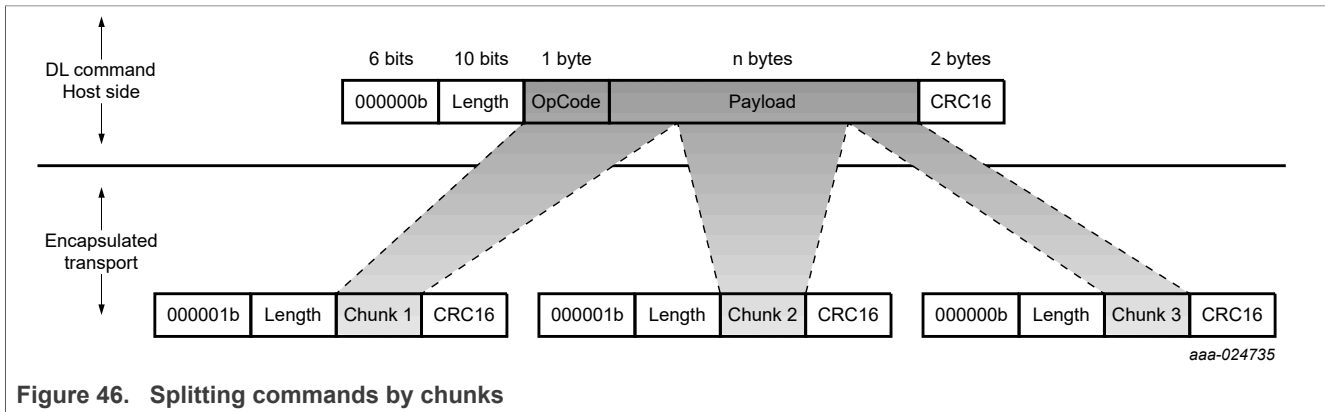 6 bits 10 bits 1 byte n bytes 2 bytes
DL command
Host side
000000b Length OpCode Payload CRC16
Encapsulated
transport
000001b Length Chunk 1 CRC16 000001b Length Chunk 2 CRC16 000000b Length Chunk 3 CRC16
aaa-024735
Figure 46. Splitting commands by chunks